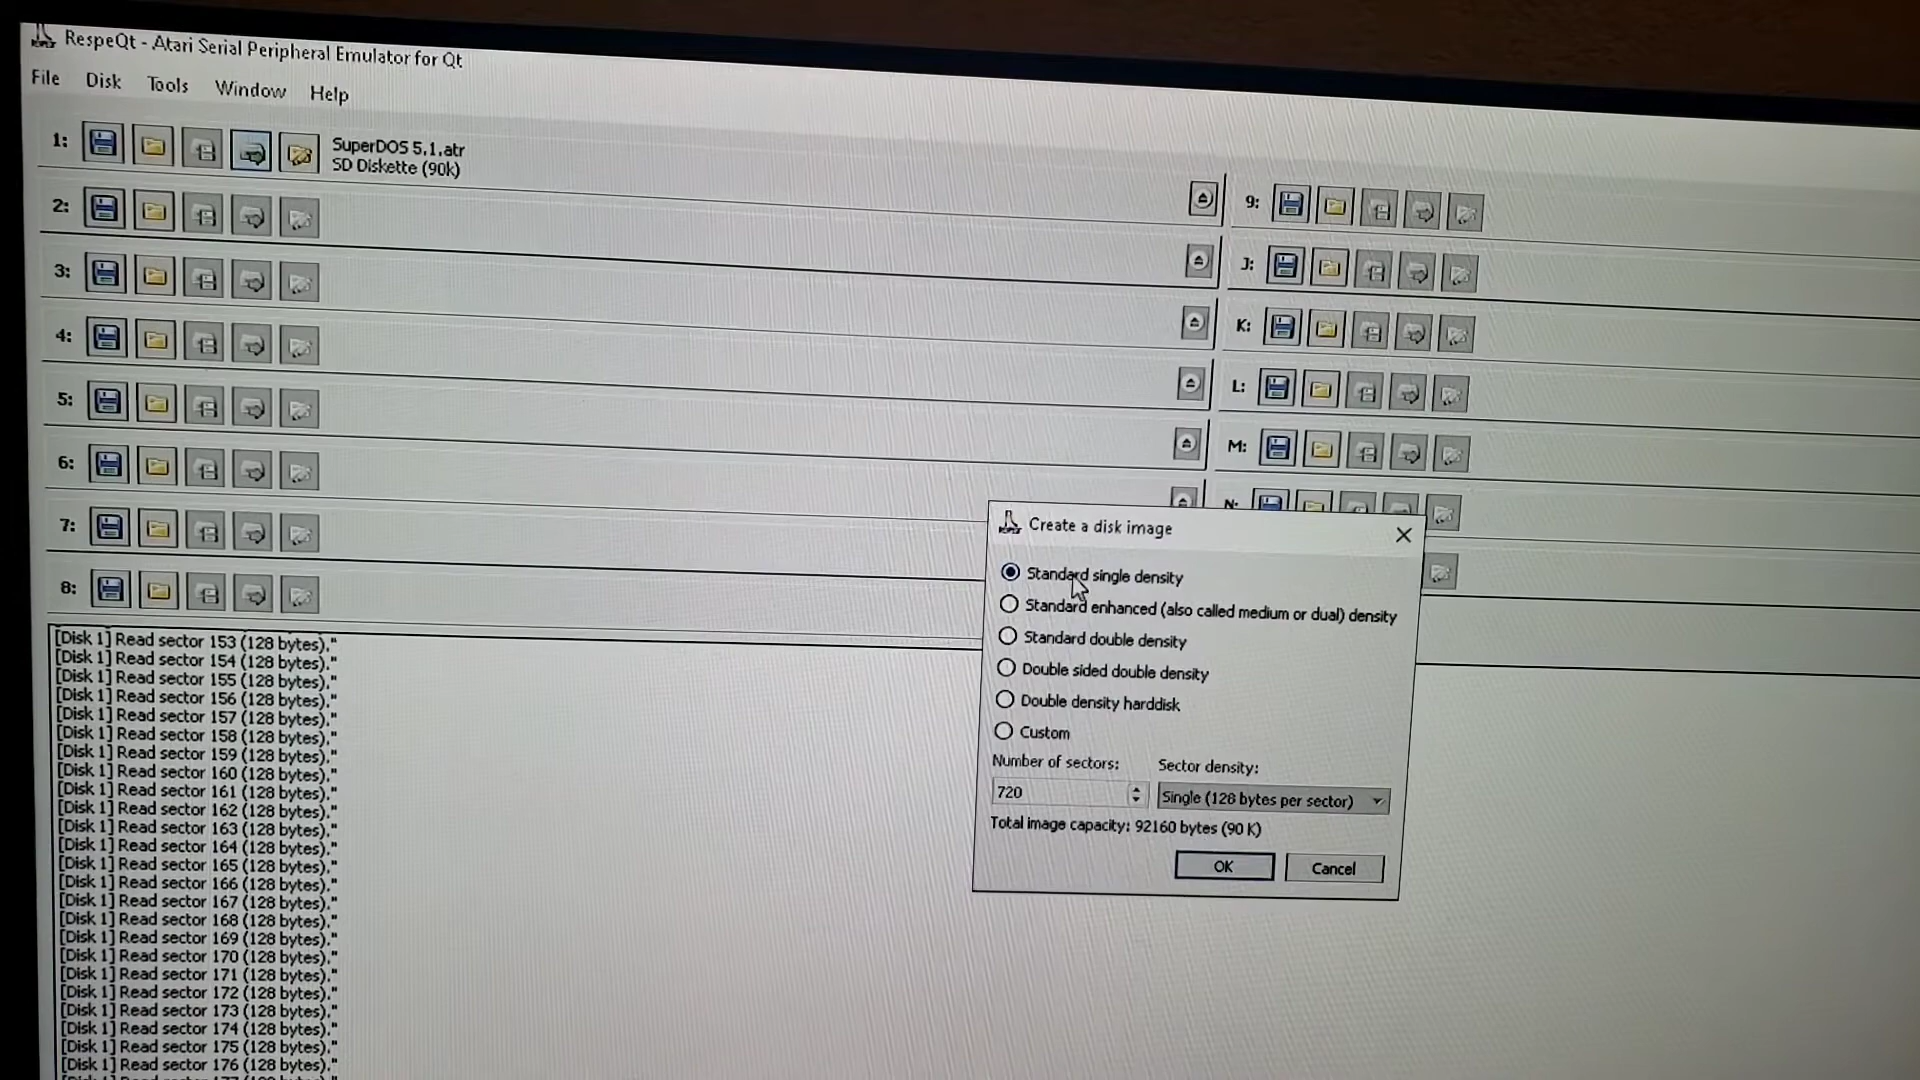 RespeQt - Atari Serial Peripheral Emulator for Qt
File Disk Tools Window Help
1: SuperDOS 5.1.atr
SD Diskette (90k)
2:
3:
4:
5:
6:
7:
8:
9:
J:
K:
L:
M:
N:
[Disk 1] Read sector 153 (128 bytes)."
[Disk 1] Read sector 154 (128 bytes)."
[Disk 1] Read sector 155 (128 bytes)."
[Disk 1] Read sector 156 (128 bytes)."
[Disk 1] Read sector 157 (128 bytes)."
[Disk 1] Read sector 158 (128 bytes)."
[Disk 1] Read sector 159 (128 bytes)."
[Disk 1] Read sector 160 (128 bytes)."
[Disk 1] Read sector 161 (128 bytes)."
[Disk 1] Read sector 162 (128 bytes)."
[Disk 1] Read sector 163 (128 bytes)."
[Disk 1] Read sector 164 (128 bytes)."
[Disk 1] Read sector 165 (128 bytes)."
[Disk 1] Read sector 166 (128 bytes)."
[Disk 1] Read sector 167 (128 bytes)."
[Disk 1] Read sector 168 (128 bytes)."
[Disk 1] Read sector 169 (128 bytes)."
[Disk 1] Read sector 170 (128 bytes)."
[Disk 1] Read sector 171 (128 bytes)."
[Disk 1] Read sector 172 (128 bytes)."
[Disk 1] Read sector 173 (128 bytes)."
[Disk 1] Read sector 174 (128 bytes)."
[Disk 1] Read sector 175 (128 bytes)."
[Disk 1] Read sector 176 (128 bytes)."
Create a disk image
Standard single density
Standard enhanced (also called medium or dual) density
Standard double density
Double sided double density
Double density harddisk
Custom
Number of sectors: Sector density:
720 Single (128 bytes per sector)
Total image capacity: 92160 bytes (90 K)
OK Cancel